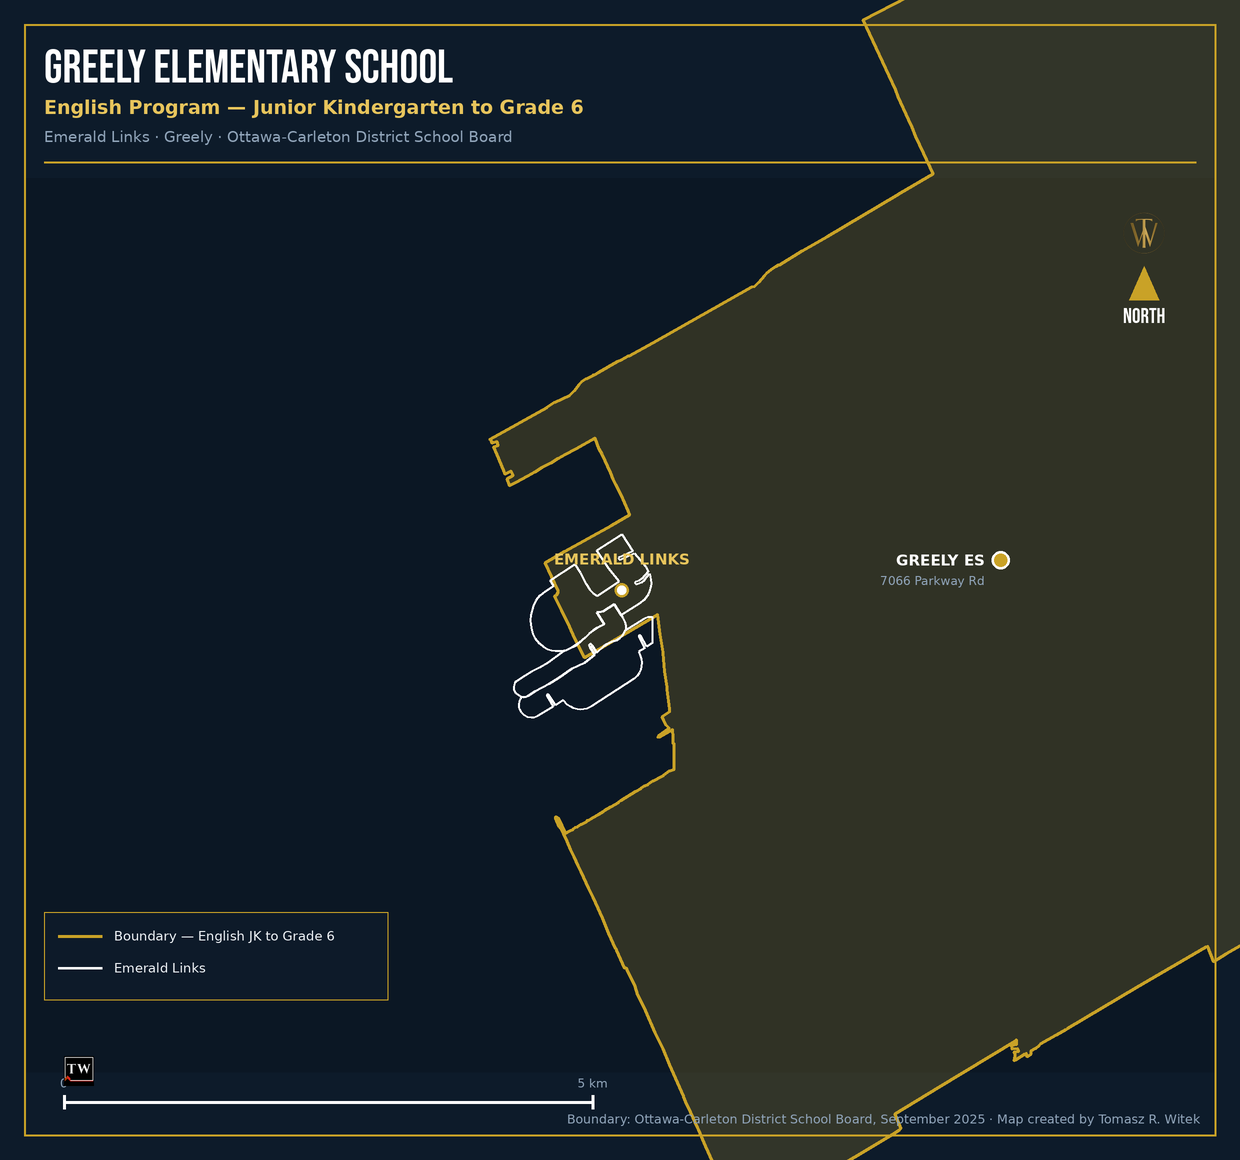 GREELY ELEMENTARY SCHOOL
English Program — Junior Kindergarten to Grade 6
Emerald Links · Greely · Ottawa-Carleton District School Board
TW
NORTH
EMERALD LINKS
GREELY ES
7066 Parkway Rd
Boundary — English JK to Grade 6
Emerald Links
TW
0 5 km
Boundary: Ottawa-Carleton District School Board, September 2025 · Map created by Tomasz R. Witek